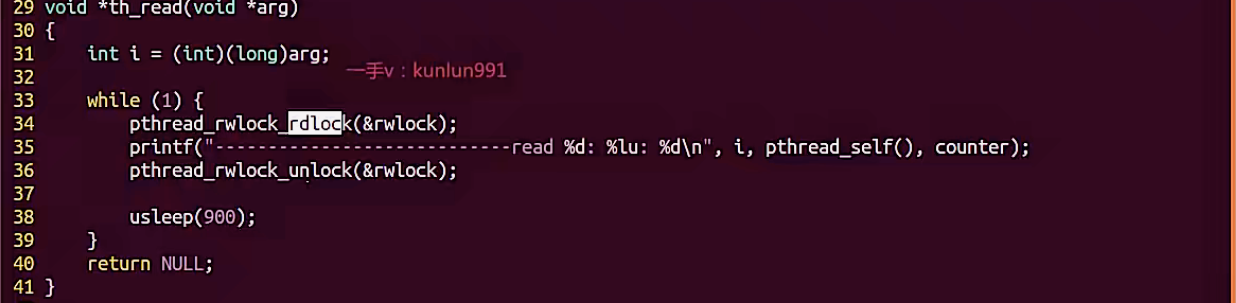 29 void *th_read(void *arg)
30 {
31     int i = (int)(long)arg;
一手v：kunlun991
32
33     while (1) {
34         pthread_rwlock_rdlock(&rwlock);
35         printf("----------------------------read %d: %lu: %d\n", i, pthread_self(), counter);
36         pthread_rwlock_unlock(&rwlock);
37
38         usleep(900);
39     }
40     return NULL;
41 }